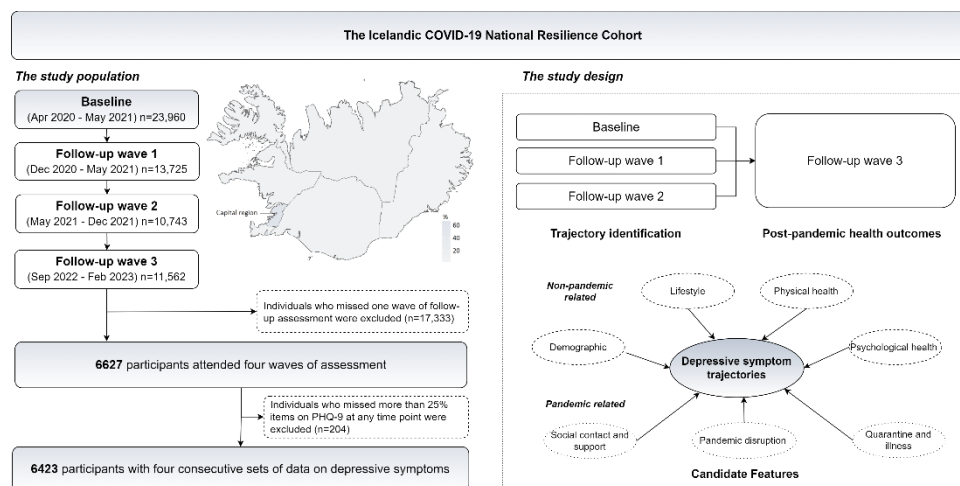 The Icelandic COVID-19 National Resilience Cohort
The study population
Baseline
(Apr 2020 - May 2021) n=23,960
Follow-up wave 1
(Dec 2020 - May 2021) n=13,725
Follow-up wave 2
(May 2021 - Dec 2021) n=10,743
Follow-up wave 3
(Sep 2022 - Feb 2023) n=11,562
Capital region
%
60
40
20
Individuals who missed one wave of follow-
up assessment were excluded (n=17,333)
6627 participants attended four waves of assessment
Individuals who missed more than 25%
items on PHQ-9 at any time point were
excluded (n=204)
6423 participants with four consecutive sets of data on depressive symptoms
The study design
Baseline
Follow-up wave 1
Follow-up wave 2
Follow-up wave 3
Trajectory identification
Post-pandemic health outcomes
Non-pandemic
related
Lifestyle
Physical health
Demographic
Depressive symptom
trajectories
Psychological health
Pandemic related
Social contact and
support
Pandemic disruption
Quarantine and
illness
Candidate Features